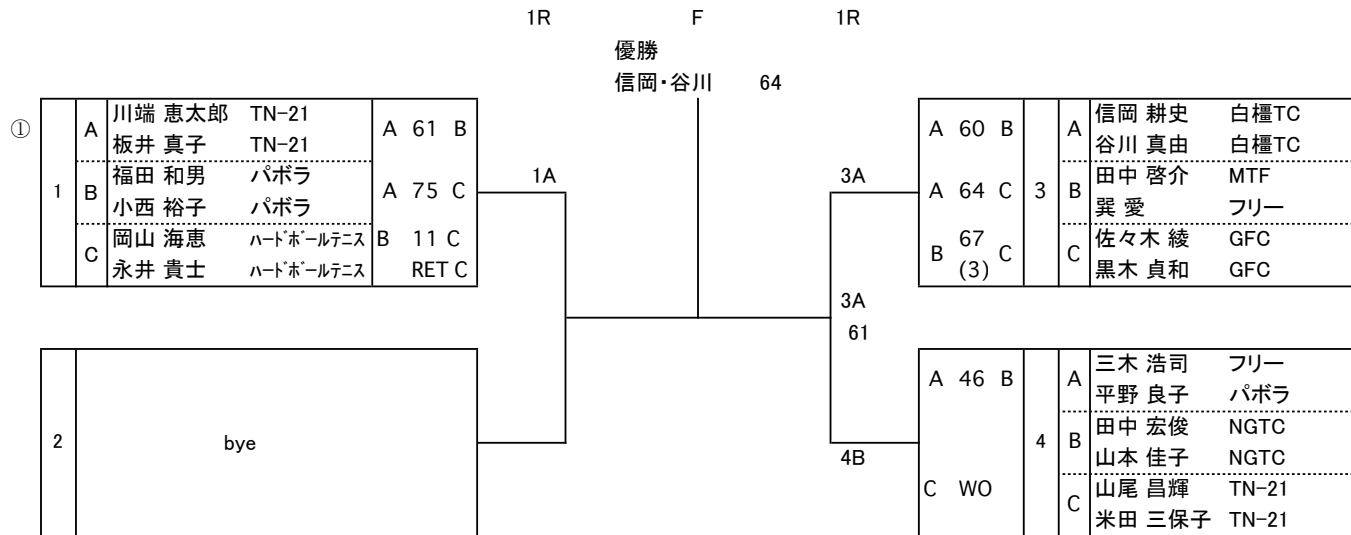 1R F 1R
優勝
信岡・谷川 64
① 1 A 川端 恵太郎 TN-21
板井 真子 TN-21
A 61 B
B 福田 和男 パボラ
小西 裕子 パボラ
A 75 C
C 岡山 海恵 ハードボールテニス
永井 貴士 ハードボールテニス
B 11 C
RET C
1A
2 bye
3A
A 60 B
3 A 信岡 耕史 白橿TC
谷川 真由 白橿TC
A 64 C
B 田中 啓介 MTF
巽 愛 フリー
B 67 C
(3)
C 佐々木 綾 GFC
黒木 貞和 GFC
3A
61
4B
A 46 B
4 A 三木 浩司 フリー
平野 良子 パボラ
B 田中 宏俊 NGTC
山本 佳子 NGTC
C WO
C 山尾 昌輝 TN-21
米田 三保子 TN-21